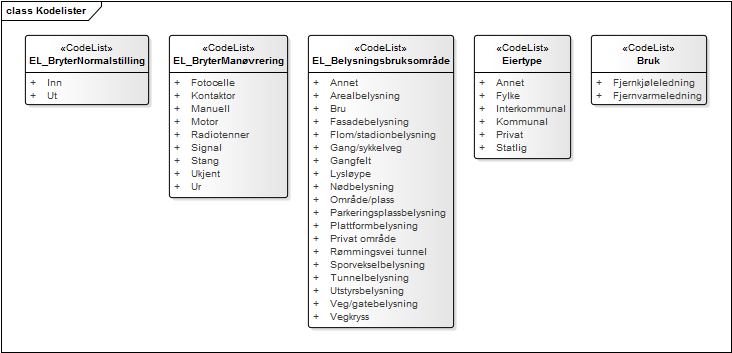 class Kodelister
«CodeList»
EL_BryterNormalstilling
+ Inn
+ Ut
«CodeList»
EL_BryterManøvrering
+ Fotocelle
+ Kontaktor
+ Manuell
+ Motor
+ Radiotenner
+ Signal
+ Stang
+ Ukjent
+ Ur
«CodeList»
EL_Belysningsbruksområde
+ Annet
+ Arealbelysning
+ Bru
+ Fasadebelysning
+ Flom/stadionbelysning
+ Gang/sykkelveg
+ Gangfelt
+ Lysløype
+ Nødbelysning
+ Område/plass
+ Parkeringsplassbelysning
+ Plattformbelysning
+ Privat område
+ Rømmingsvei tunnel
+ Sporvekselbelysning
+ Tunnelbelysning
+ Utstyrsbelysning
+ Veg/gatebelysning
+ Vegkryss
«CodeList»
Eiertype
+ Annet
+ Fylke
+ Interkommunal
+ Kommunal
+ Privat
+ Statlig
«CodeList»
Bruk
+ Fjernkjøleledning
+ Fjernvarmeledning